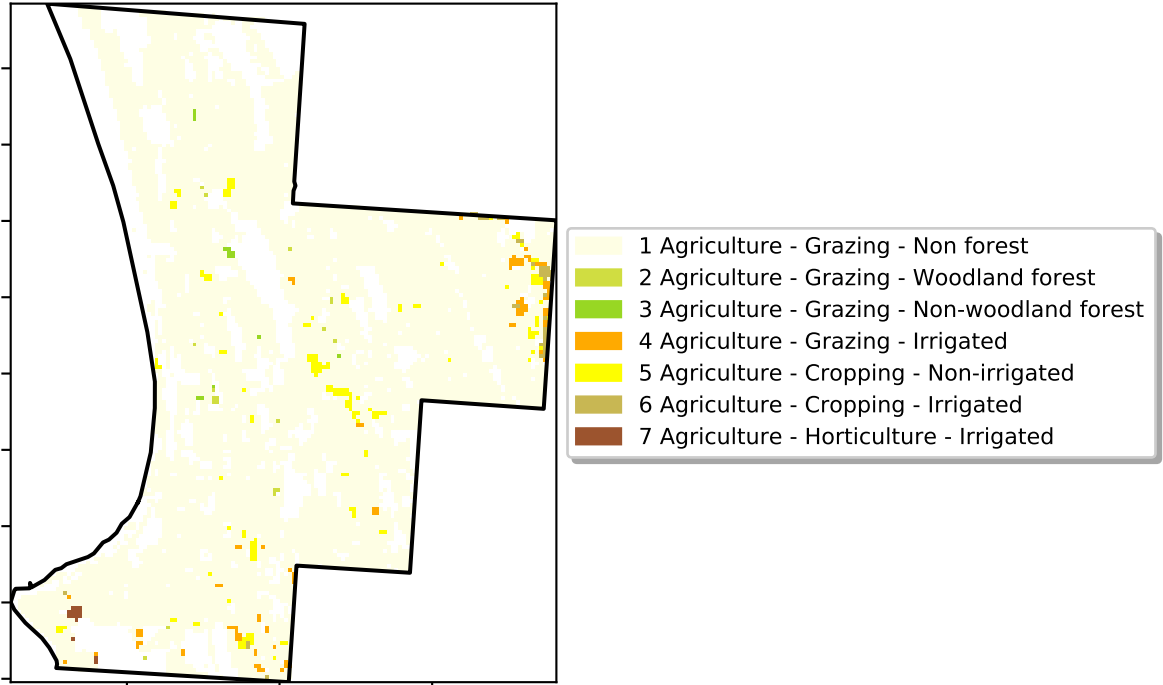 1 Agriculture - Grazing - Non forest
2 Agriculture - Grazing - Woodland forest
3 Agriculture - Grazing - Non-woodland forest
4 Agriculture - Grazing - Irrigated
5 Agriculture - Cropping - Non-irrigated
6 Agriculture - Cropping - Irrigated
7 Agriculture - Horticulture - Irrigated